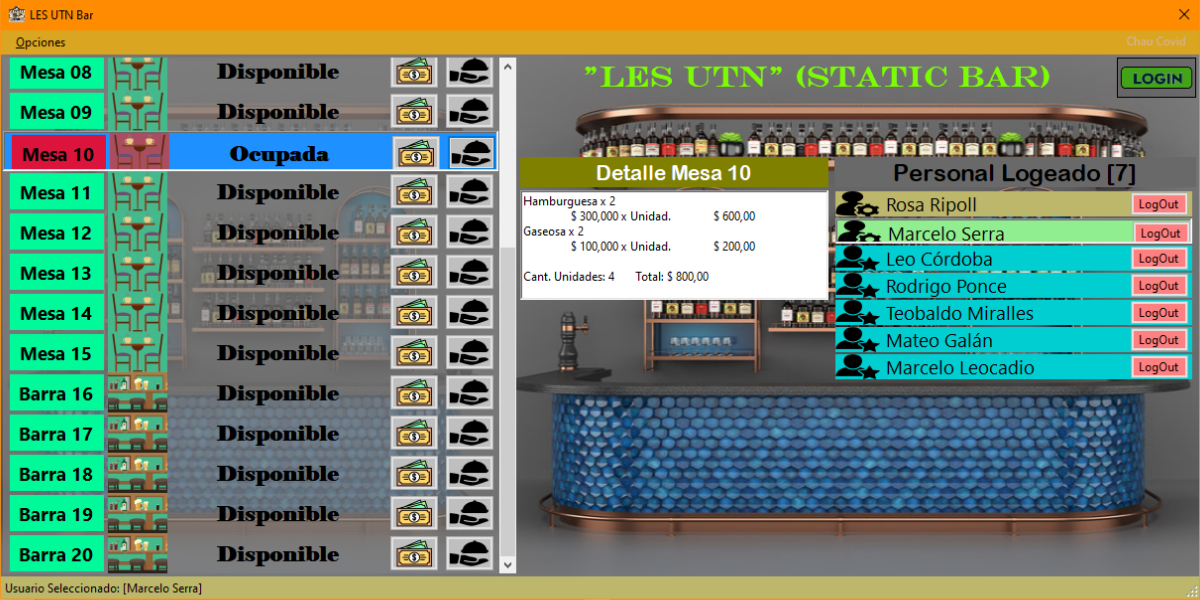 LES UTN Bar
Opciones
Chau Covid
Mesa 08 Disponible
Mesa 09 Disponible
Mesa 10 Ocupada
Mesa 11 Disponible
Mesa 12 Disponible
Mesa 13 Disponible
Mesa 14 Disponible
Mesa 15 Disponible
Barra 16 Disponible
Barra 17 Disponible
Barra 18 Disponible
Barra 19 Disponible
Barra 20 Disponible
"LES UTN" (STATIC BAR)
LOGIN
Detalle Mesa 10
Hamburguesa x 2
$ 300,000 x Unidad. $ 600,00
Gaseosa x 2
$ 100,000 x Unidad. $ 200,00
Cant. Unidades: 4 Total: $ 800,00
Personal Logeado [7]
Rosa Ripoll LogOut
Marcelo Serra LogOut
Leo Córdoba LogOut
Rodrigo Ponce LogOut
Teobaldo Miralles LogOut
Mateo Galán LogOut
Marcelo Leocadio LogOut
Usuario Seleccionado: [Marcelo Serra]